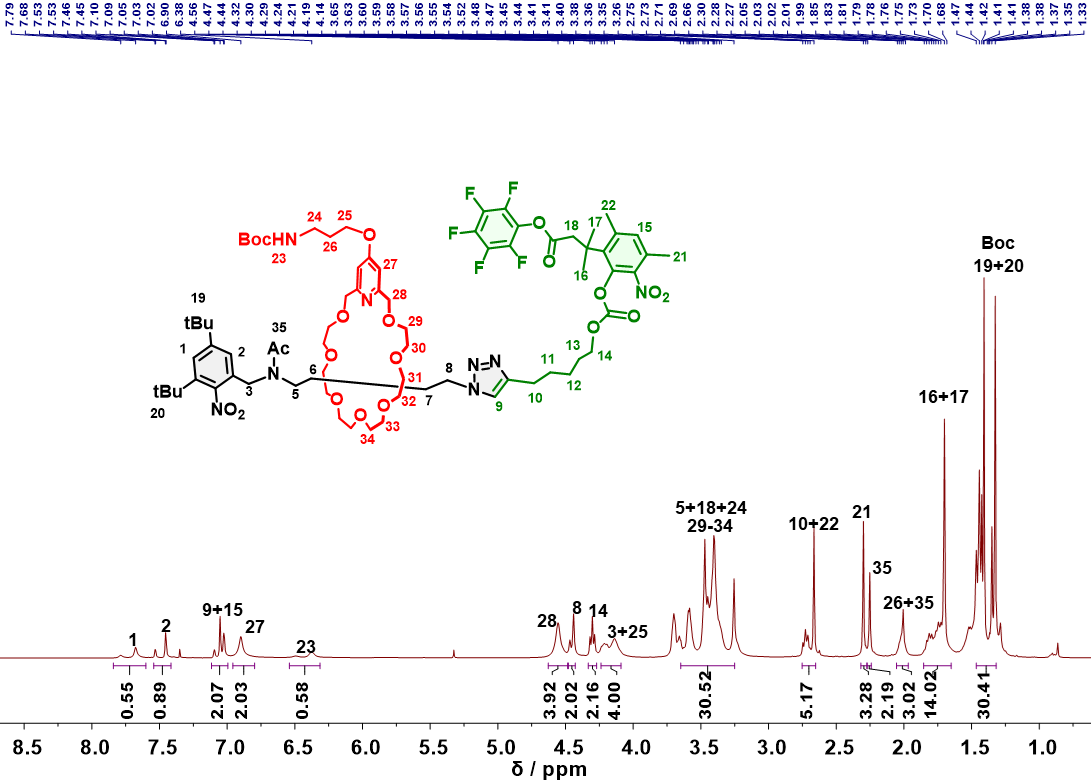 7.79 7.68 7.53 7.53 7.46 7.45 7.10 7.09 7.05 7.03 7.02 6.90 6.38 4.56 4.47 4.44 4.32 4.30 4.29 4.24 4.21 4.19 4.14 3.65 3.63 3.60 3.59 3.58 3.57 3.56 3.55 3.54 3.52 3.48 3.47 3.45 3.44 3.41 3.41 3.40 3.38 3.36 3.35 3.26 2.75 2.73 2.71 2.69 2.66 2.30 2.28 2.27 2.05 2.03 2.02 2.01 1.99 1.85 1.83 1.81 1.79 1.78 1.76 1.75 1.73 1.70 1.68 1.47 1.44 1.42 1.41 1.41 1.38 1.38 1.37 1.35 1.33
F F
F O 18 17 22 15
F F O 16 21
O NO2
O O
24 25
BocHN O
23 26
27
N 28
O O 29
O O 30
31
32
O O
O 33
34
19
tBu
1 2
35
Ac
N
3 5 6
tBu
20
NO2
7 8
N N
N
9
10 11 12 13 14
Boc
19+20
16+17
5+18+24
29-34
10+22
21
35
26+35
1
2
9+15
27
23
28
8
14
3+25
0.55 0.89 2.07 2.03 0.58 3.92 2.02 2.16 4.00 30.52 5.17 3.28 2.19 3.02 14.02 30.41
8.5 8.0 7.5 7.0 6.5 6.0 5.5 5.0 4.5 4.0 3.5 3.0 2.5 2.0 1.5 1.0
δ / ppm